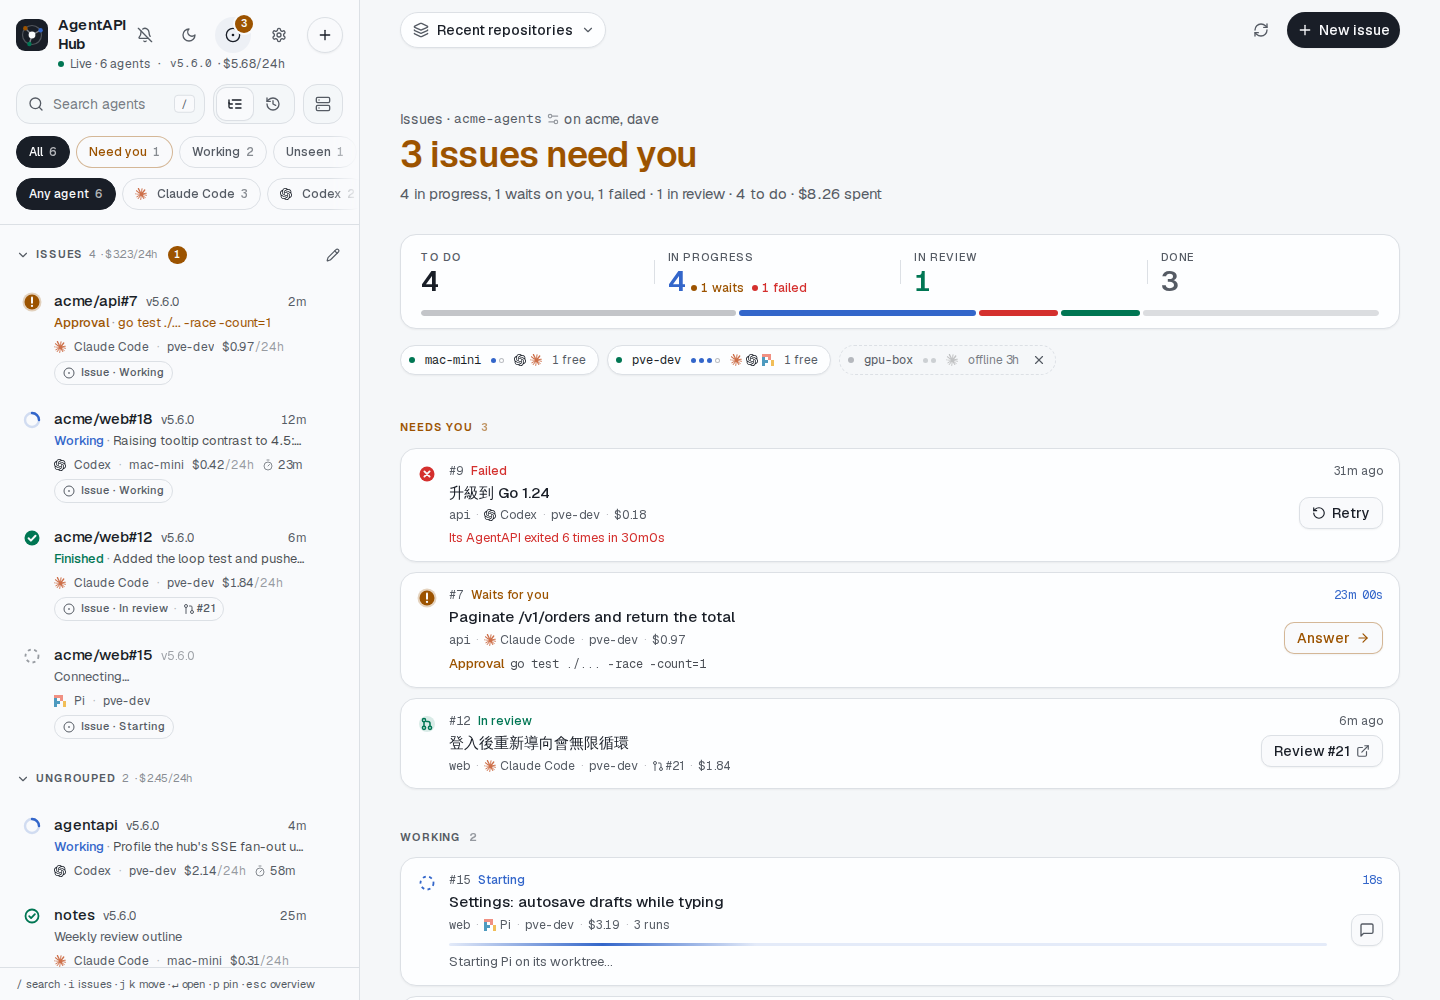 AgentAPI Hub
3
Live · 6 agents · v5.6.0 · $5.68/24h
Search agents /
All 6 Need you 1 Working 2 Unseen 1
Any agent 6 Claude Code 3 Codex 2
ISSUES 4 · $3.23/24h 1
acme/api#7 v5.6.0 2m
Approval · go test ./... -race -count=1
Claude Code · pve-dev $0.97/24h
Issue · Working
acme/web#18 v5.6.0 12m
Working · Raising tooltip contrast to 4.5:…
Codex · mac-mini $0.42/24h 23m
Issue · Working
acme/web#12 v5.6.0 6m
Finished · Added the loop test and pushe…
Claude Code · pve-dev $1.84/24h
Issue · In review · #21
acme/web#15 v5.6.0
Connecting…
Pi · pve-dev
Issue · Starting
UNGROUPED 2 · $2.45/24h
agentapi v5.6.0 4m
Working · Profile the hub's SSE fan-out u…
Codex · pve-dev $2.14/24h 58m
notes v5.6.0 25m
Weekly review outline
Claude Code · mac-mini $0.31/24h
/ search · i issues · j k move · ↵ open · p pin · esc overview
Recent repositories
New issue
Issues · acme-agents on acme, dave
3 issues need you
4 in progress, 1 waits on you, 1 failed · 1 in review · 4 to do · $8.26 spent
TO DO IN PROGRESS IN REVIEW DONE
4 4 1 waits 1 failed 1 3
mac-mini 1 free pve-dev 1 free gpu-box offline 3h
NEEDS YOU 3
#9 Failed 31m ago
升級到 Go 1.24
api · Codex · pve-dev · $0.18
Its AgentAPI exited 6 times in 30m0s
Retry
#7 Waits for you 23m 00s
Paginate /v1/orders and return the total
api · Claude Code · pve-dev · $0.97
Approval go test ./... -race -count=1
Answer
#12 In review 6m ago
登入後重新導向會無限循環
web · Claude Code · pve-dev · #21 · $1.84
Review #21
WORKING 2
#15 Starting 18s
Settings: autosave drafts while typing
web · Pi · pve-dev · $3.19 · 3 runs
Starting Pi on its worktree…